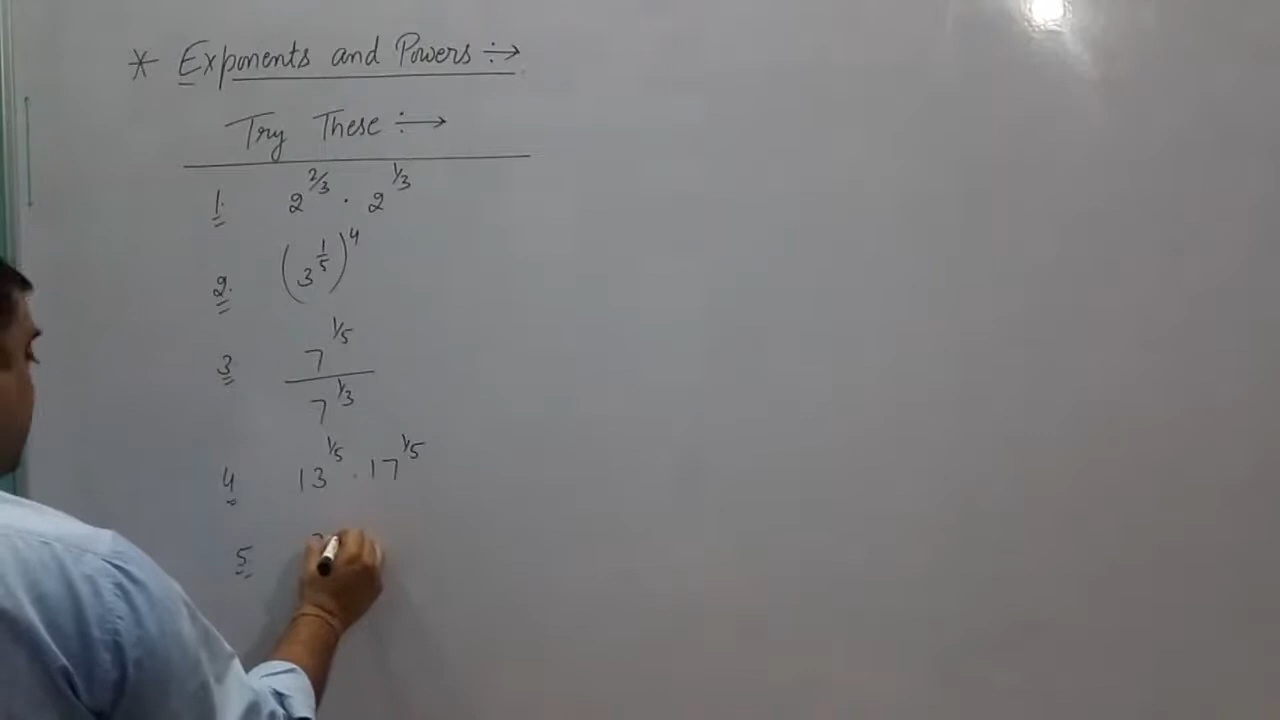 * Exponents and Powers :→
Try These :→
1. 2^{2/3} · 2^{1/3}
2. (3^{1/5})^4
3 7^{1/5} / 7^{1/3}
4 13^{1/5} · 17^{1/5}
5